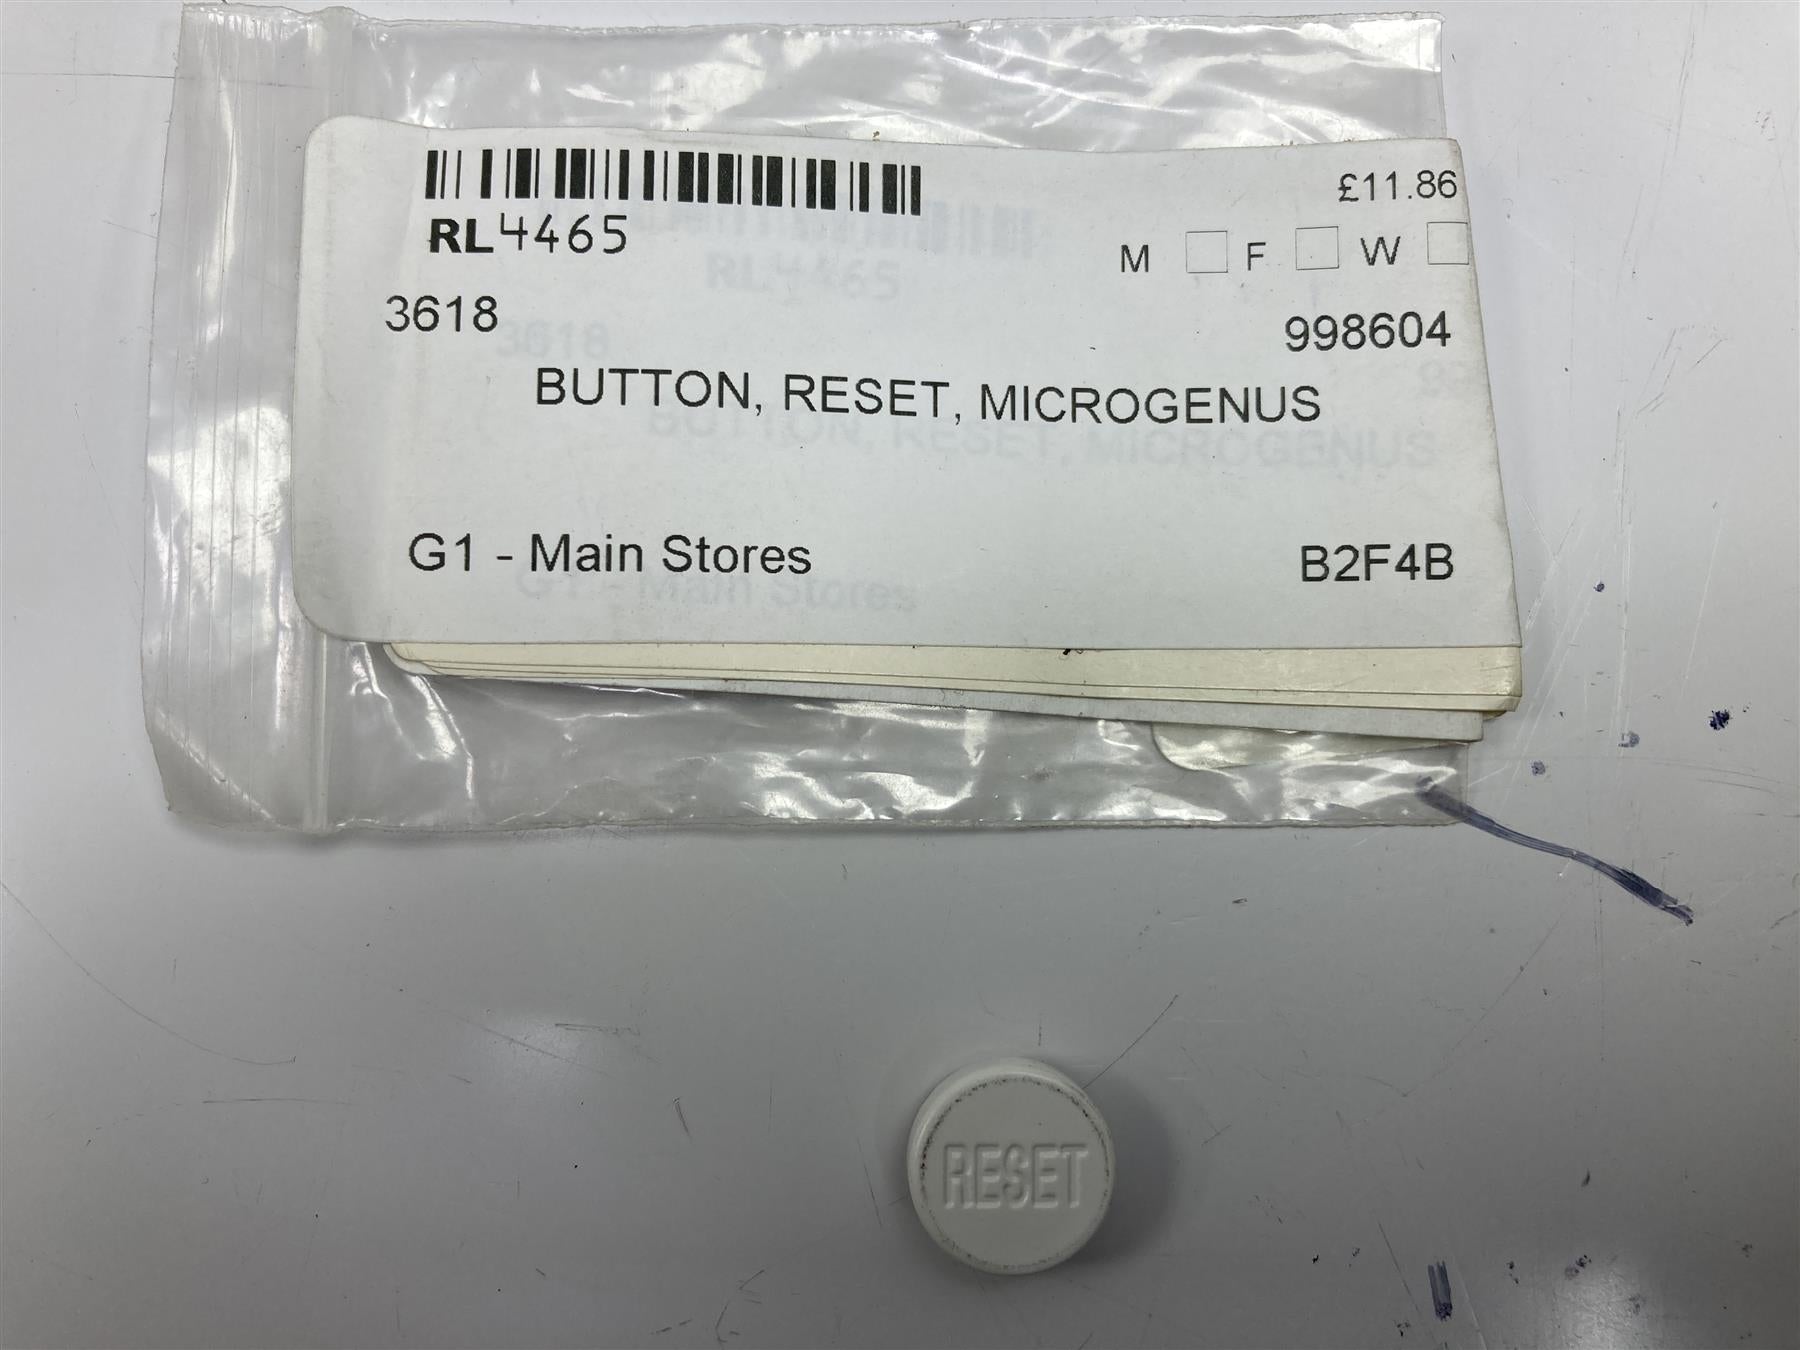 £11.86
RL4465
M F W
3618 998604
BUTTON, RESET, MICROGENUS
G1 - Main Stores B2F4B
RESET